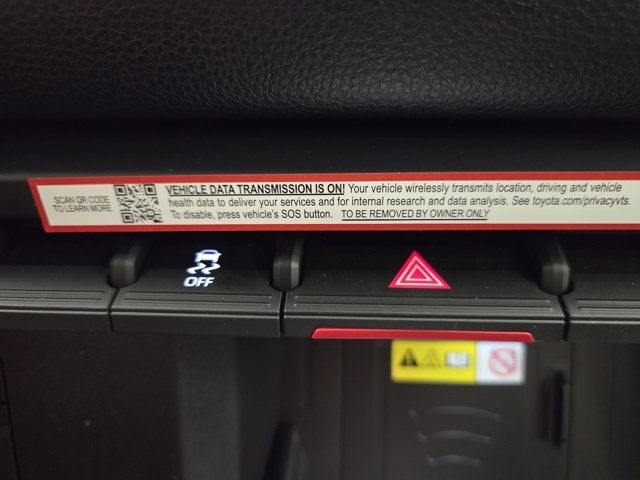 SCAN QR CODE
TO LEARN MORE
VEHICLE DATA TRANSMISSION IS ON! Your vehicle wirelessly transmits location, driving and vehicle
health data to deliver your services and for internal research and data analysis. See toyota.com/privacyvts.
To disable, press vehicle's SOS button. TO BE REMOVED BY OWNER ONLY
OFF